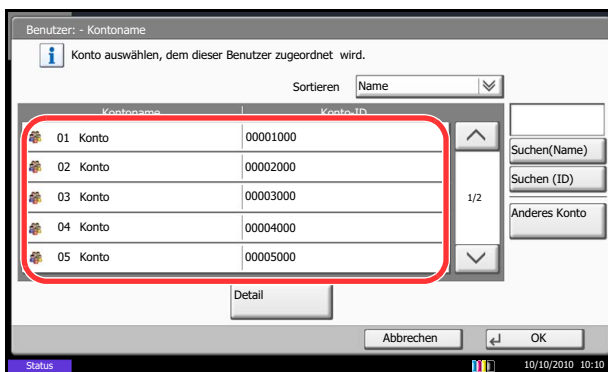 Benutzer: - Kontoname
Konto auswählen, dem dieser Benutzer zugeordnet wird.
Sortieren Name
Kontoname Konto-ID
01 Konto 00001000
02 Konto 00002000
03 Konto 00003000
04 Konto 00004000
05 Konto 00005000
1/2
Suchen(Name)
Suchen (ID)
Anderes Konto
Detail
Abbrechen OK
Status 10/10/2010 10:10